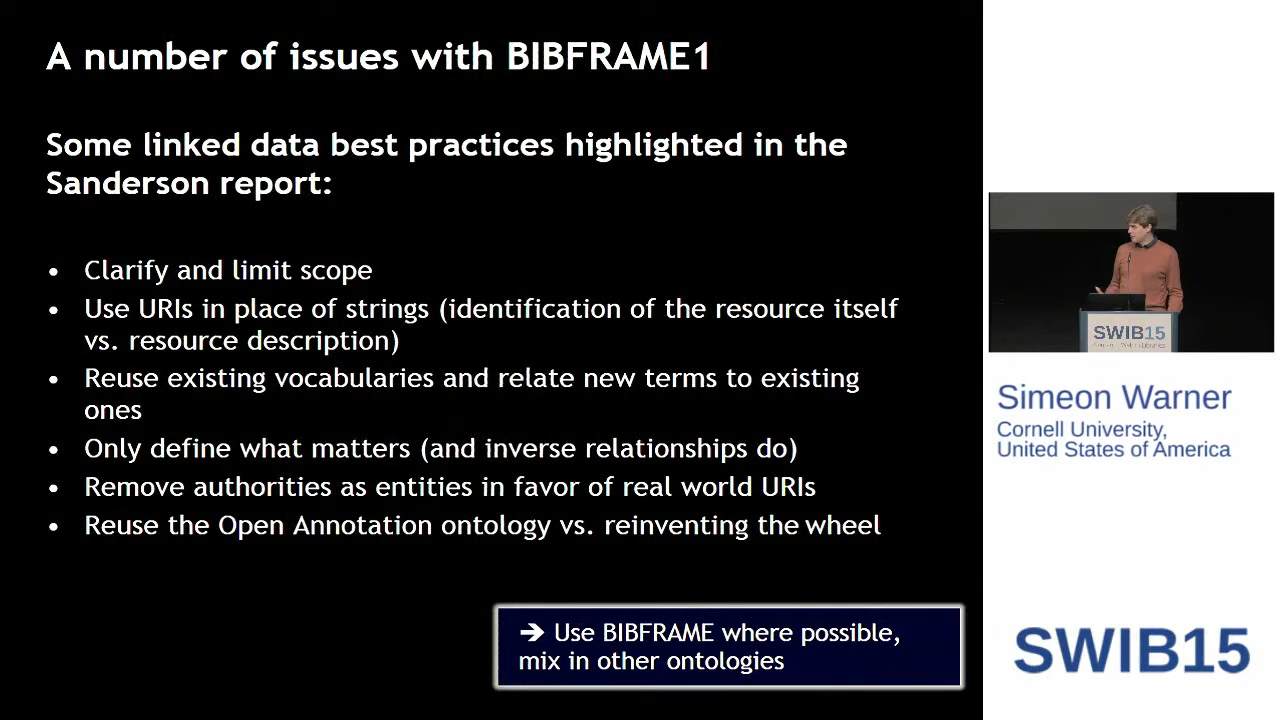 A number of issues with BIBFRAME1
Some linked data best practices highlighted in the
Sanderson report:
• Clarify and limit scope
• Use URIs in place of strings (identification of the resource itself
vs. resource description)
• Reuse existing vocabularies and relate new terms to existing
ones
• Only define what matters (and inverse relationships do)
• Remove authorities as entities in favor of real world URIs
• Reuse the Open Annotation ontology vs. reinventing the wheel
➔ Use BIBFRAME where possible,
mix in other ontologies
SWIB15
Simeon Warner
Cornell University,
United States of America
SWIB15